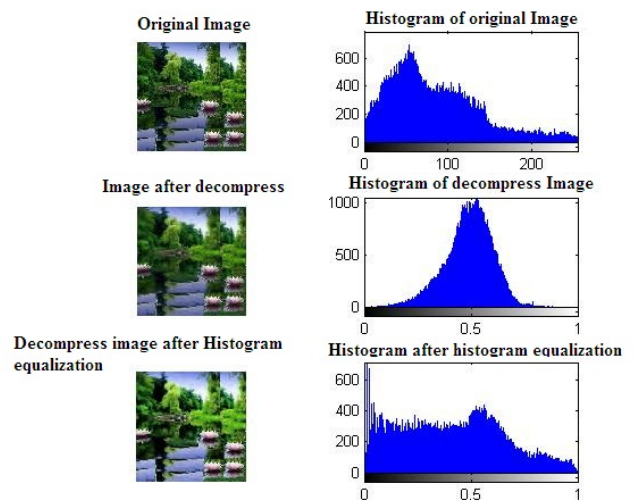 Original Image
Histogram of original Image
600
400
200
0
0 100 200
Image after decompress
Histogram of decompress Image
1000
500
0
0 0.5 1
Decompress image after Histogram
equalization
Histogram after histogram equalization
600
400
200
0
0 0.5 1